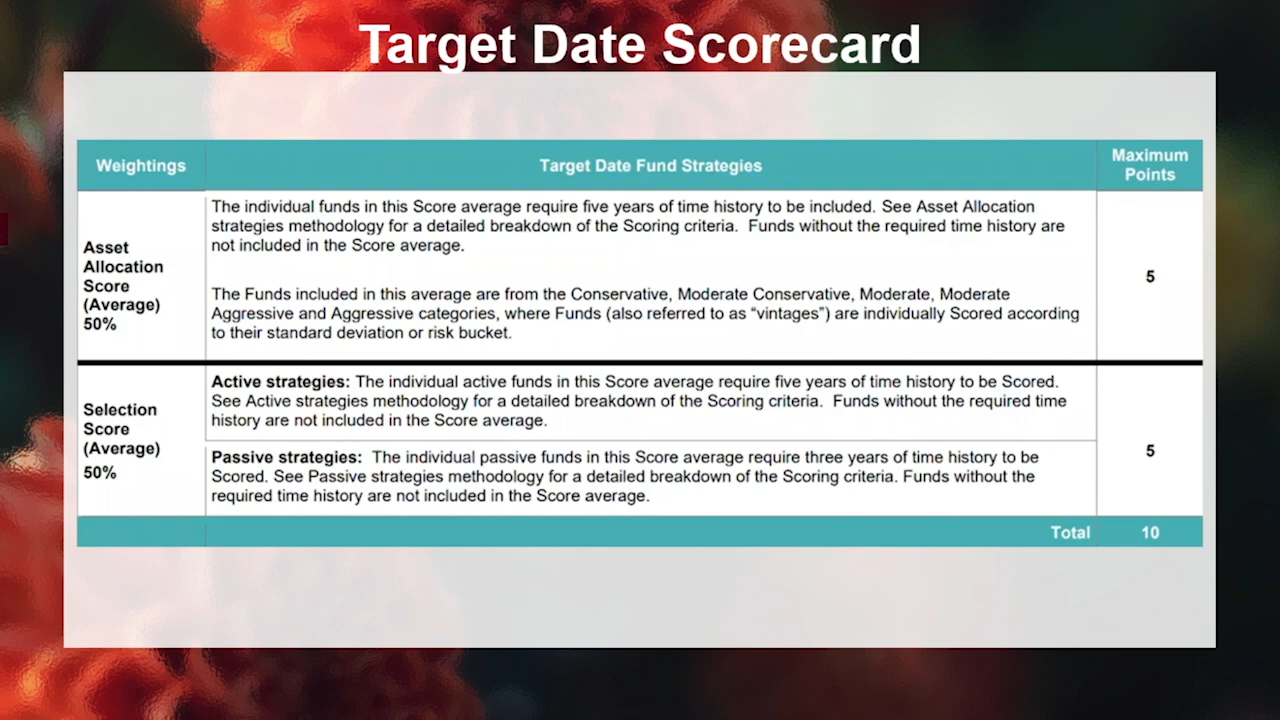 Target Date Scorecard
Weightings
Target Date Fund Strategies
Maximum
Points
Asset
Allocation
Score
(Average)
50%
The individual funds in this Score average require five years of time history to be included. See Asset Allocation
strategies methodology for a detailed breakdown of the Scoring criteria.  Funds without the required time history are
not included in the Score average.
The Funds included in this average are from the Conservative, Moderate Conservative, Moderate, Moderate
Aggressive and Aggressive categories, where Funds (also referred to as “vintages”) are individually Scored according
to their standard deviation or risk bucket.
5
Selection
Score
(Average)
50%
Active strategies: The individual active funds in this Score average require five years of time history to be Scored.
See Active strategies methodology for a detailed breakdown of the Scoring criteria.  Funds without the required time
history are not included in the Score average.
Passive strategies:  The individual passive funds in this Score average require three years of time history to be
Scored. See Passive strategies methodology for a detailed breakdown of the Scoring criteria. Funds without the
required time history are not included in the Score average.
5
Total
10